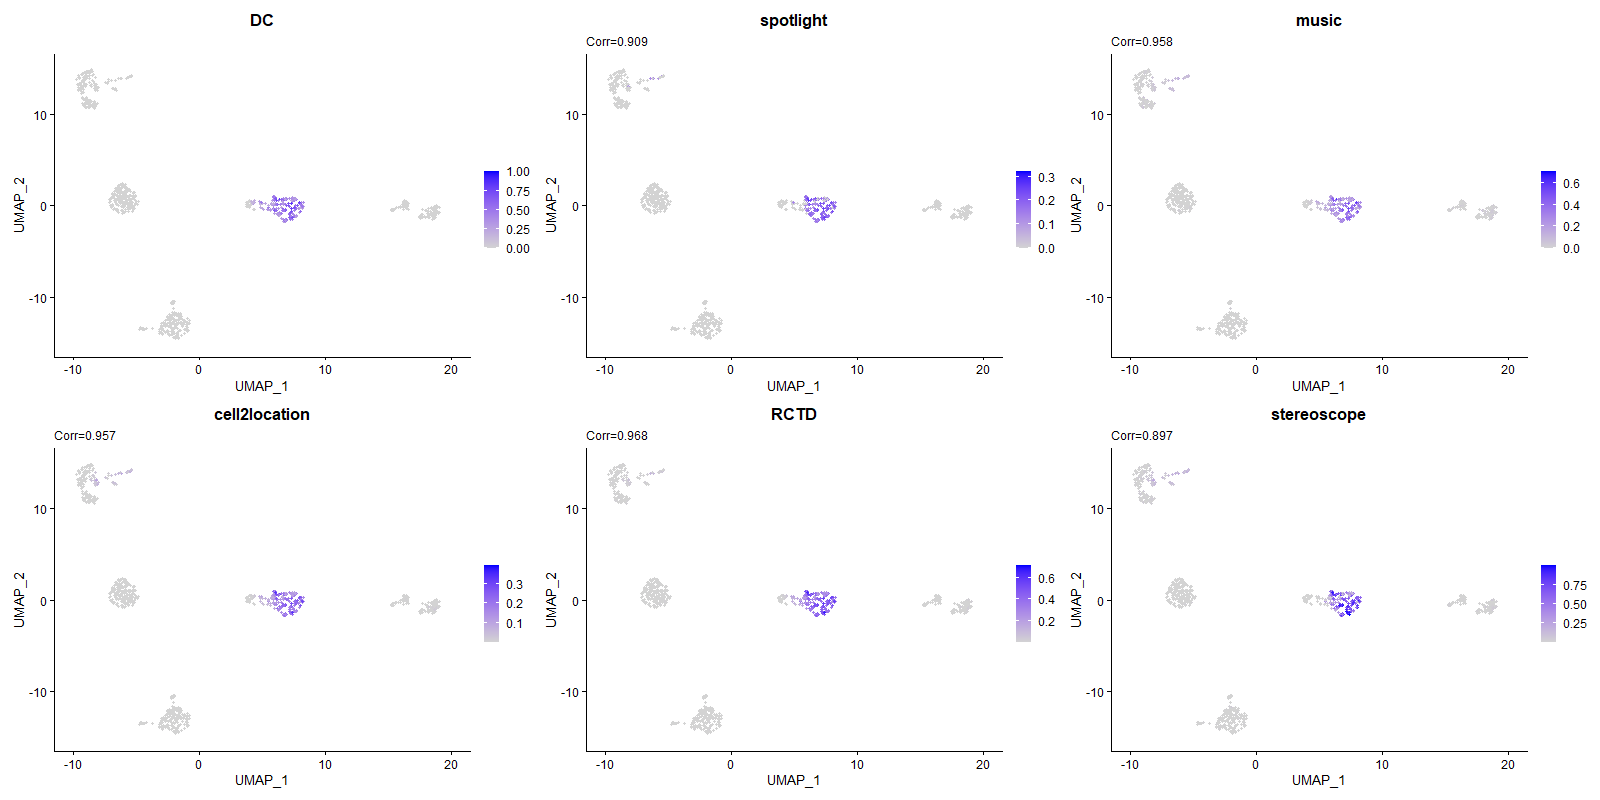 DC
UMAP_2
10
0
-10
-10
0
10
20
UMAP_1
1.00
0.75
0.50
0.25
0.00
spotlight
Corr=0.909
UMAP_2
10
0
-10
-10
0
10
20
UMAP_1
0.3
0.2
0.1
0.0
music
Corr=0.958
UMAP_2
10
0
-10
-10
0
10
20
UMAP_1
0.6
0.4
0.2
0.0
cell2location
Corr=0.957
UMAP_2
10
0
-10
-10
0
10
20
UMAP_1
0.3
0.2
0.1
RCTD
Corr=0.968
UMAP_2
10
0
-10
-10
0
10
20
UMAP_1
0.6
0.4
0.2
stereoscope
Corr=0.897
UMAP_2
10
0
-10
-10
0
10
20
UMAP_1
0.75
0.50
0.25